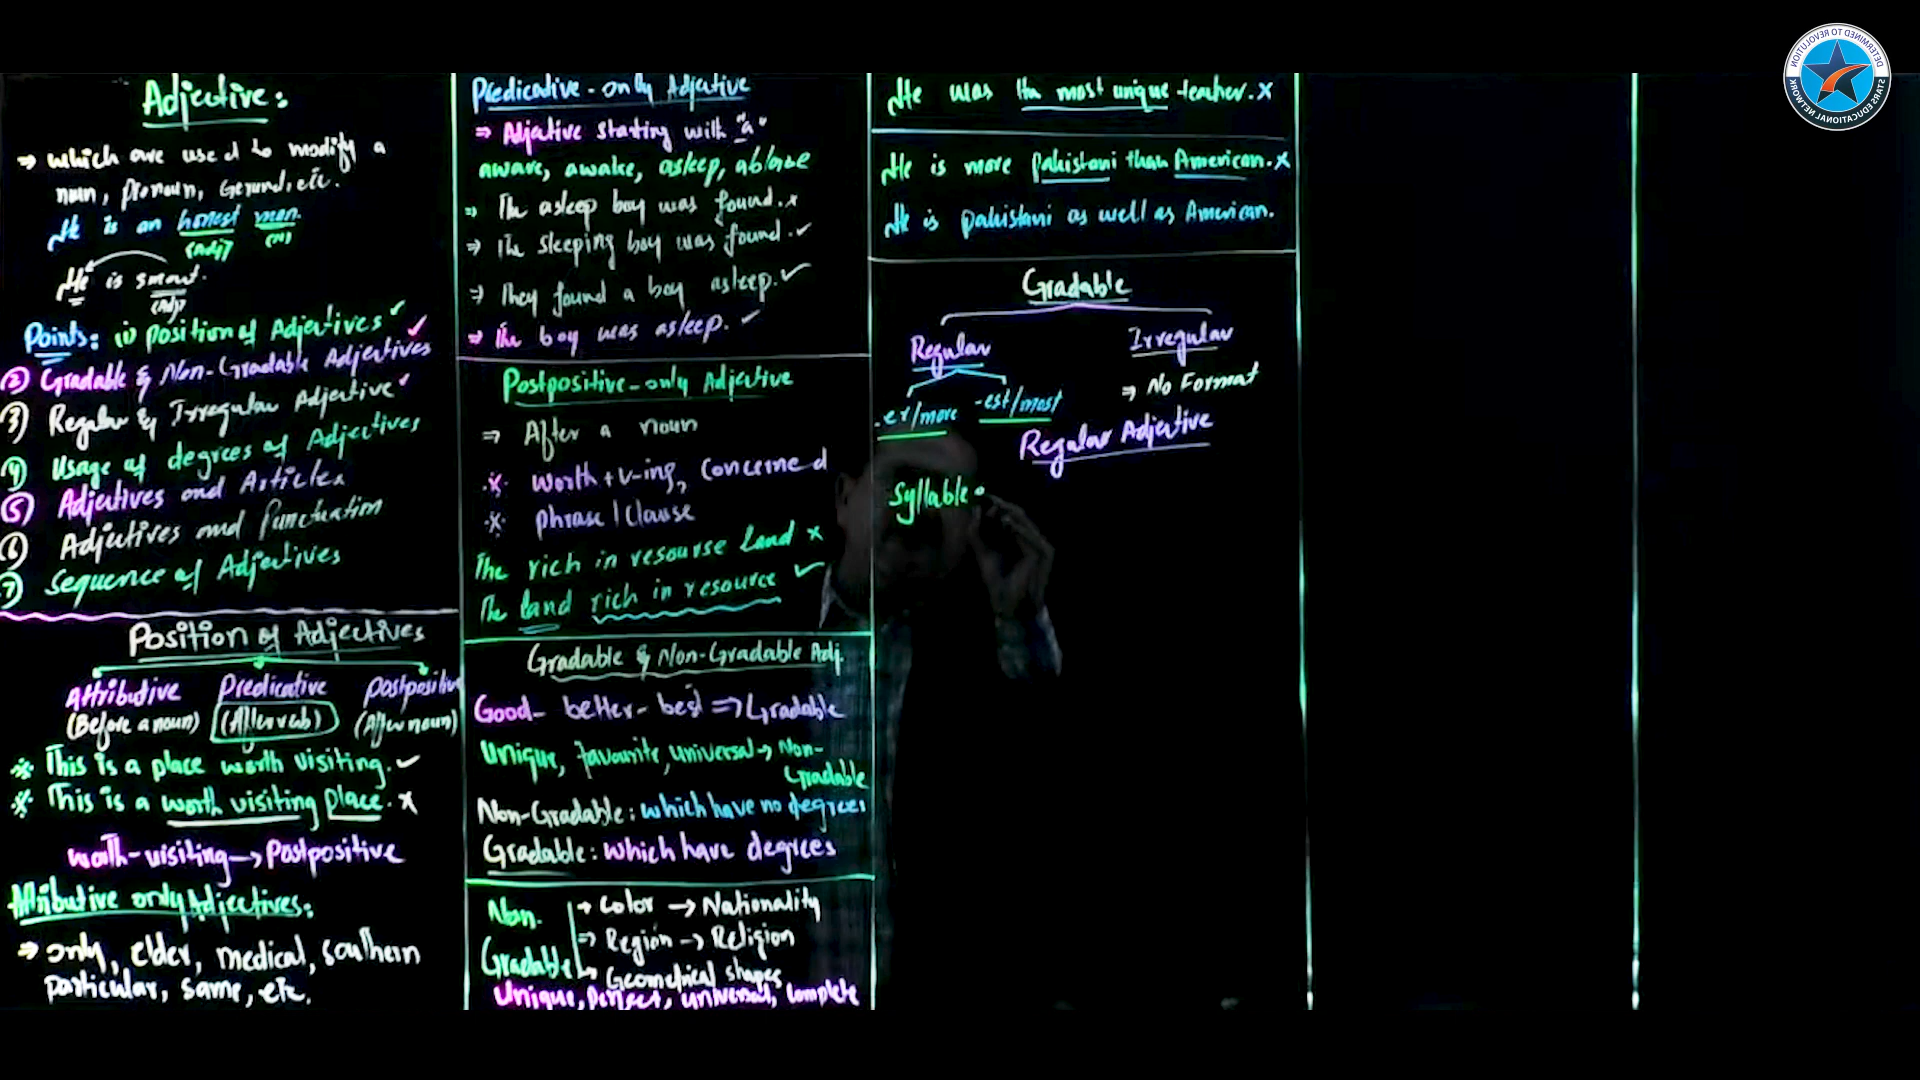 Adjective:
⇒ which are used to modify a
noun, pronoun, Gerund, etc.
He is an honest man.
(Adj) (N)
He is smart.
(Adj)
Points: (1) Position of Adjectives ✓
(2) Gradable & Non-Gradable Adjectives ✓
(3) Regular & Irregular Adjective ✓
(4) Usage of degrees of Adjectives
(5) Adjectives and Articles
(6) Adjectives and Punctuation
(7) Sequence of Adjectives
Position of Adjectives
Attributive Predicative Postpositive
(Before a noun) (After verb) (After noun)
※ This is a place worth visiting. ✓
※ This is a worth visiting place. x
worth-visiting → Postpositive
Attributive only Adjectives:
⇒ only, elder, medical, southern
particular, same, etc.
Predicative-only Adjective
⇒ Adjective starting with "a"
aware, awake, asleep, ablaze
⇒ The asleep boy was found. x
⇒ The sleeping boy was found. ✓
⇒ They found a boy asleep. ✓
⇒ The boy was asleep. ✓
Postpositive-only Adjective
⇒ After a noun
※ worth + v-ing, concerned
※ phrase / clause
The rich in resourse land x
The land rich in resource ✓
Gradable & Non-Gradable Adj.
Good- better- best ⇒ Gradable
Unique, favourite, universal → Non-
Gradable
Non-Gradable: which have no degrees
Gradable: which have degrees
Non. → Color → Nationality
⇒ Region → Religion
Gradable → Geometrical shapes
Unique, perfect, universal, complete
He was the most unique teacher. x
He is more pakistani than American. x
He is pakistani as well as American.
Gradable
Regular Irregular
⇒ No Format
-er/more -est/most
Regular Adjective
Syllable:
DETERMINED TO REVOLUTION
STARS EDUCATIONAL NETWORK